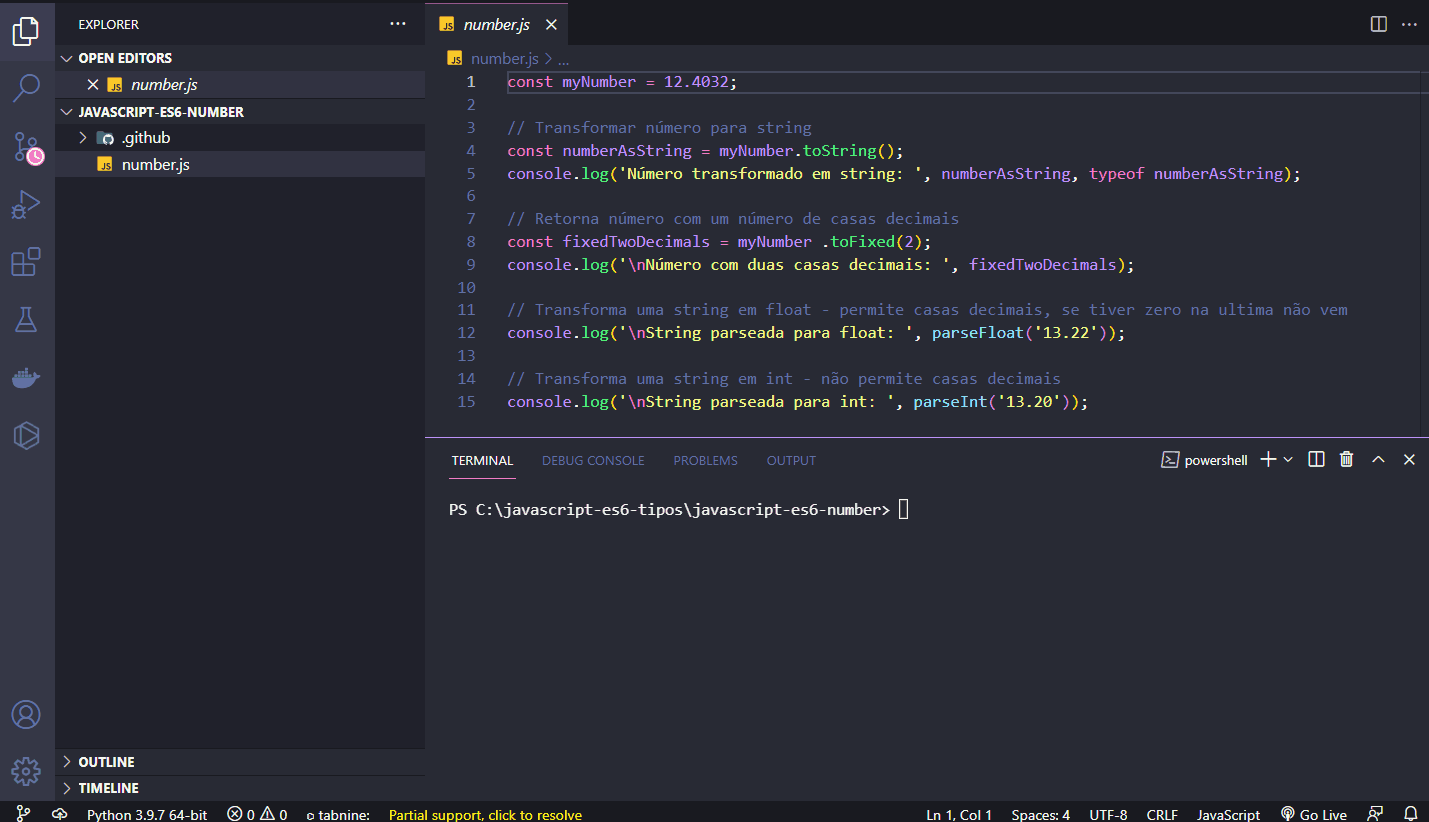 EXPLORER
OPEN EDITORS
JS number.js
JAVASCRIPT-ES6-NUMBER
.github
JS number.js
OUTLINE
TIMELINE
JS number.js
JS number.js > ...
1 const myNumber = 12.4032;
2
3 // Transformar número para string
4 const numberAsString = myNumber.toString();
5 console.log('Número transformado em string: ', numberAsString, typeof numberAsString);
6
7 // Retorna número com um número de casas decimais
8 const fixedTwoDecimals = myNumber .toFixed(2);
9 console.log('\nNúmero com duas casas decimais: ', fixedTwoDecimals);
10
11 // Transforma uma string em float - permite casas decimais, se tiver zero na ultima não vem
12 console.log('\nString parseada para float: ', parseFloat('13.22'));
13
14 // Transforma uma string em int - não permite casas decimais
15 console.log('\nString parseada para int: ', parseInt('13.20'));
TERMINAL DEBUG CONSOLE PROBLEMS OUTPUT powershell
PS C:\javascript-es6-tipos\javascript-es6-number>
Python 3.9.7 64-bit 0 0 tabnine: Partial support, click to resolve Ln 1, Col 1 Spaces: 4 UTF-8 CRLF JavaScript Go Live